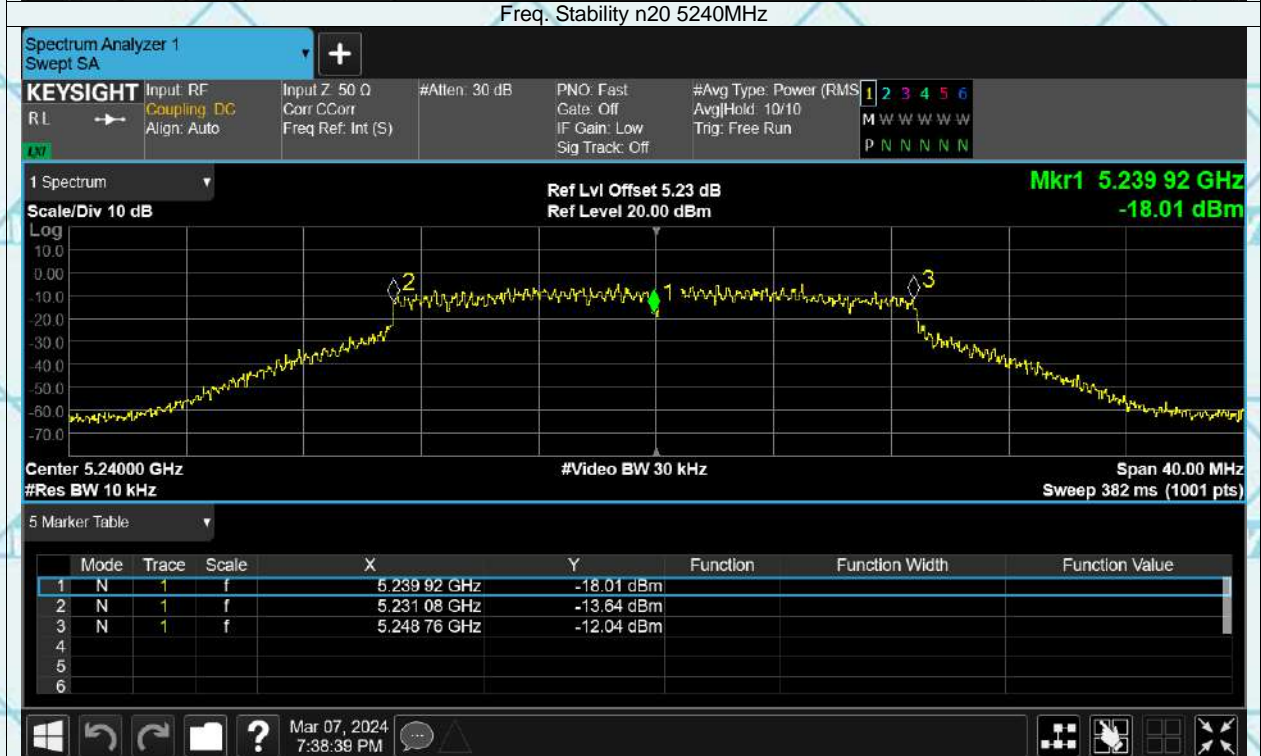 Freq. Stability n20 5240MHz
Spectrum Analyzer 1
Swept SA
+
KEYSIGHT Input: RF Input Z: 50 Ω #Atten: 30 dB PNO: Fast #Avg Type: Power (RMS 1 2 3 4 5 6
RL Coupling: DC Corr CCorr Gate: Off Avg|Hold: 10/10 M W W W W W
Align: Auto Freq Ref: Int (S) IF Gain: Low Trig: Free Run
LXI Sig Track: Off P N N N N N
1 Spectrum Ref Lvl Offset 5.23 dB Mkr1 5.239 92 GHz
Scale/Div 10 dB Ref Level 20.00 dBm -18.01 dBm
Log
10.0
0.00
2 3
-10.0
1
-20.0
-30.0
-40.0
-50.0
-60.0
-70.0
Center 5.24000 GHz #Video BW 30 kHz Span 40.00 MHz
#Res BW 10 kHz Sweep 382 ms (1001 pts)
5 Marker Table
Mode Trace Scale X Y Function Function Width Function Value
1 N 1 f 5.239 92 GHz -18.01 dBm
2 N 1 f 5.231 08 GHz -13.64 dBm
3 N 1 f 5.248 76 GHz -12.04 dBm
4
5
6
? Mar 07, 2024
7:38:39 PM